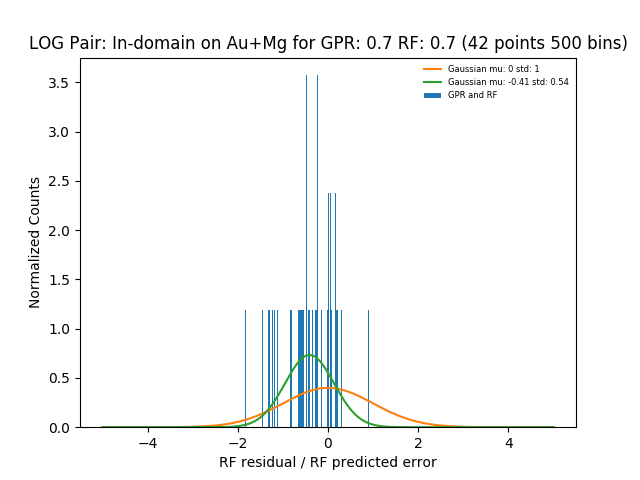 LOG Pair: In-domain on Au+Mg for GPR: 0.7 RF: 0.7 (42 points 500 bins)
Gaussian mu: 0 std: 1
Gaussian mu: -0.41 std: 0.54
GPR and RF
Normalized Counts
3.5
3.0
2.5
2.0
1.5
1.0
0.5
0.0
−4 −2 0 2 4
RF residual / RF predicted error